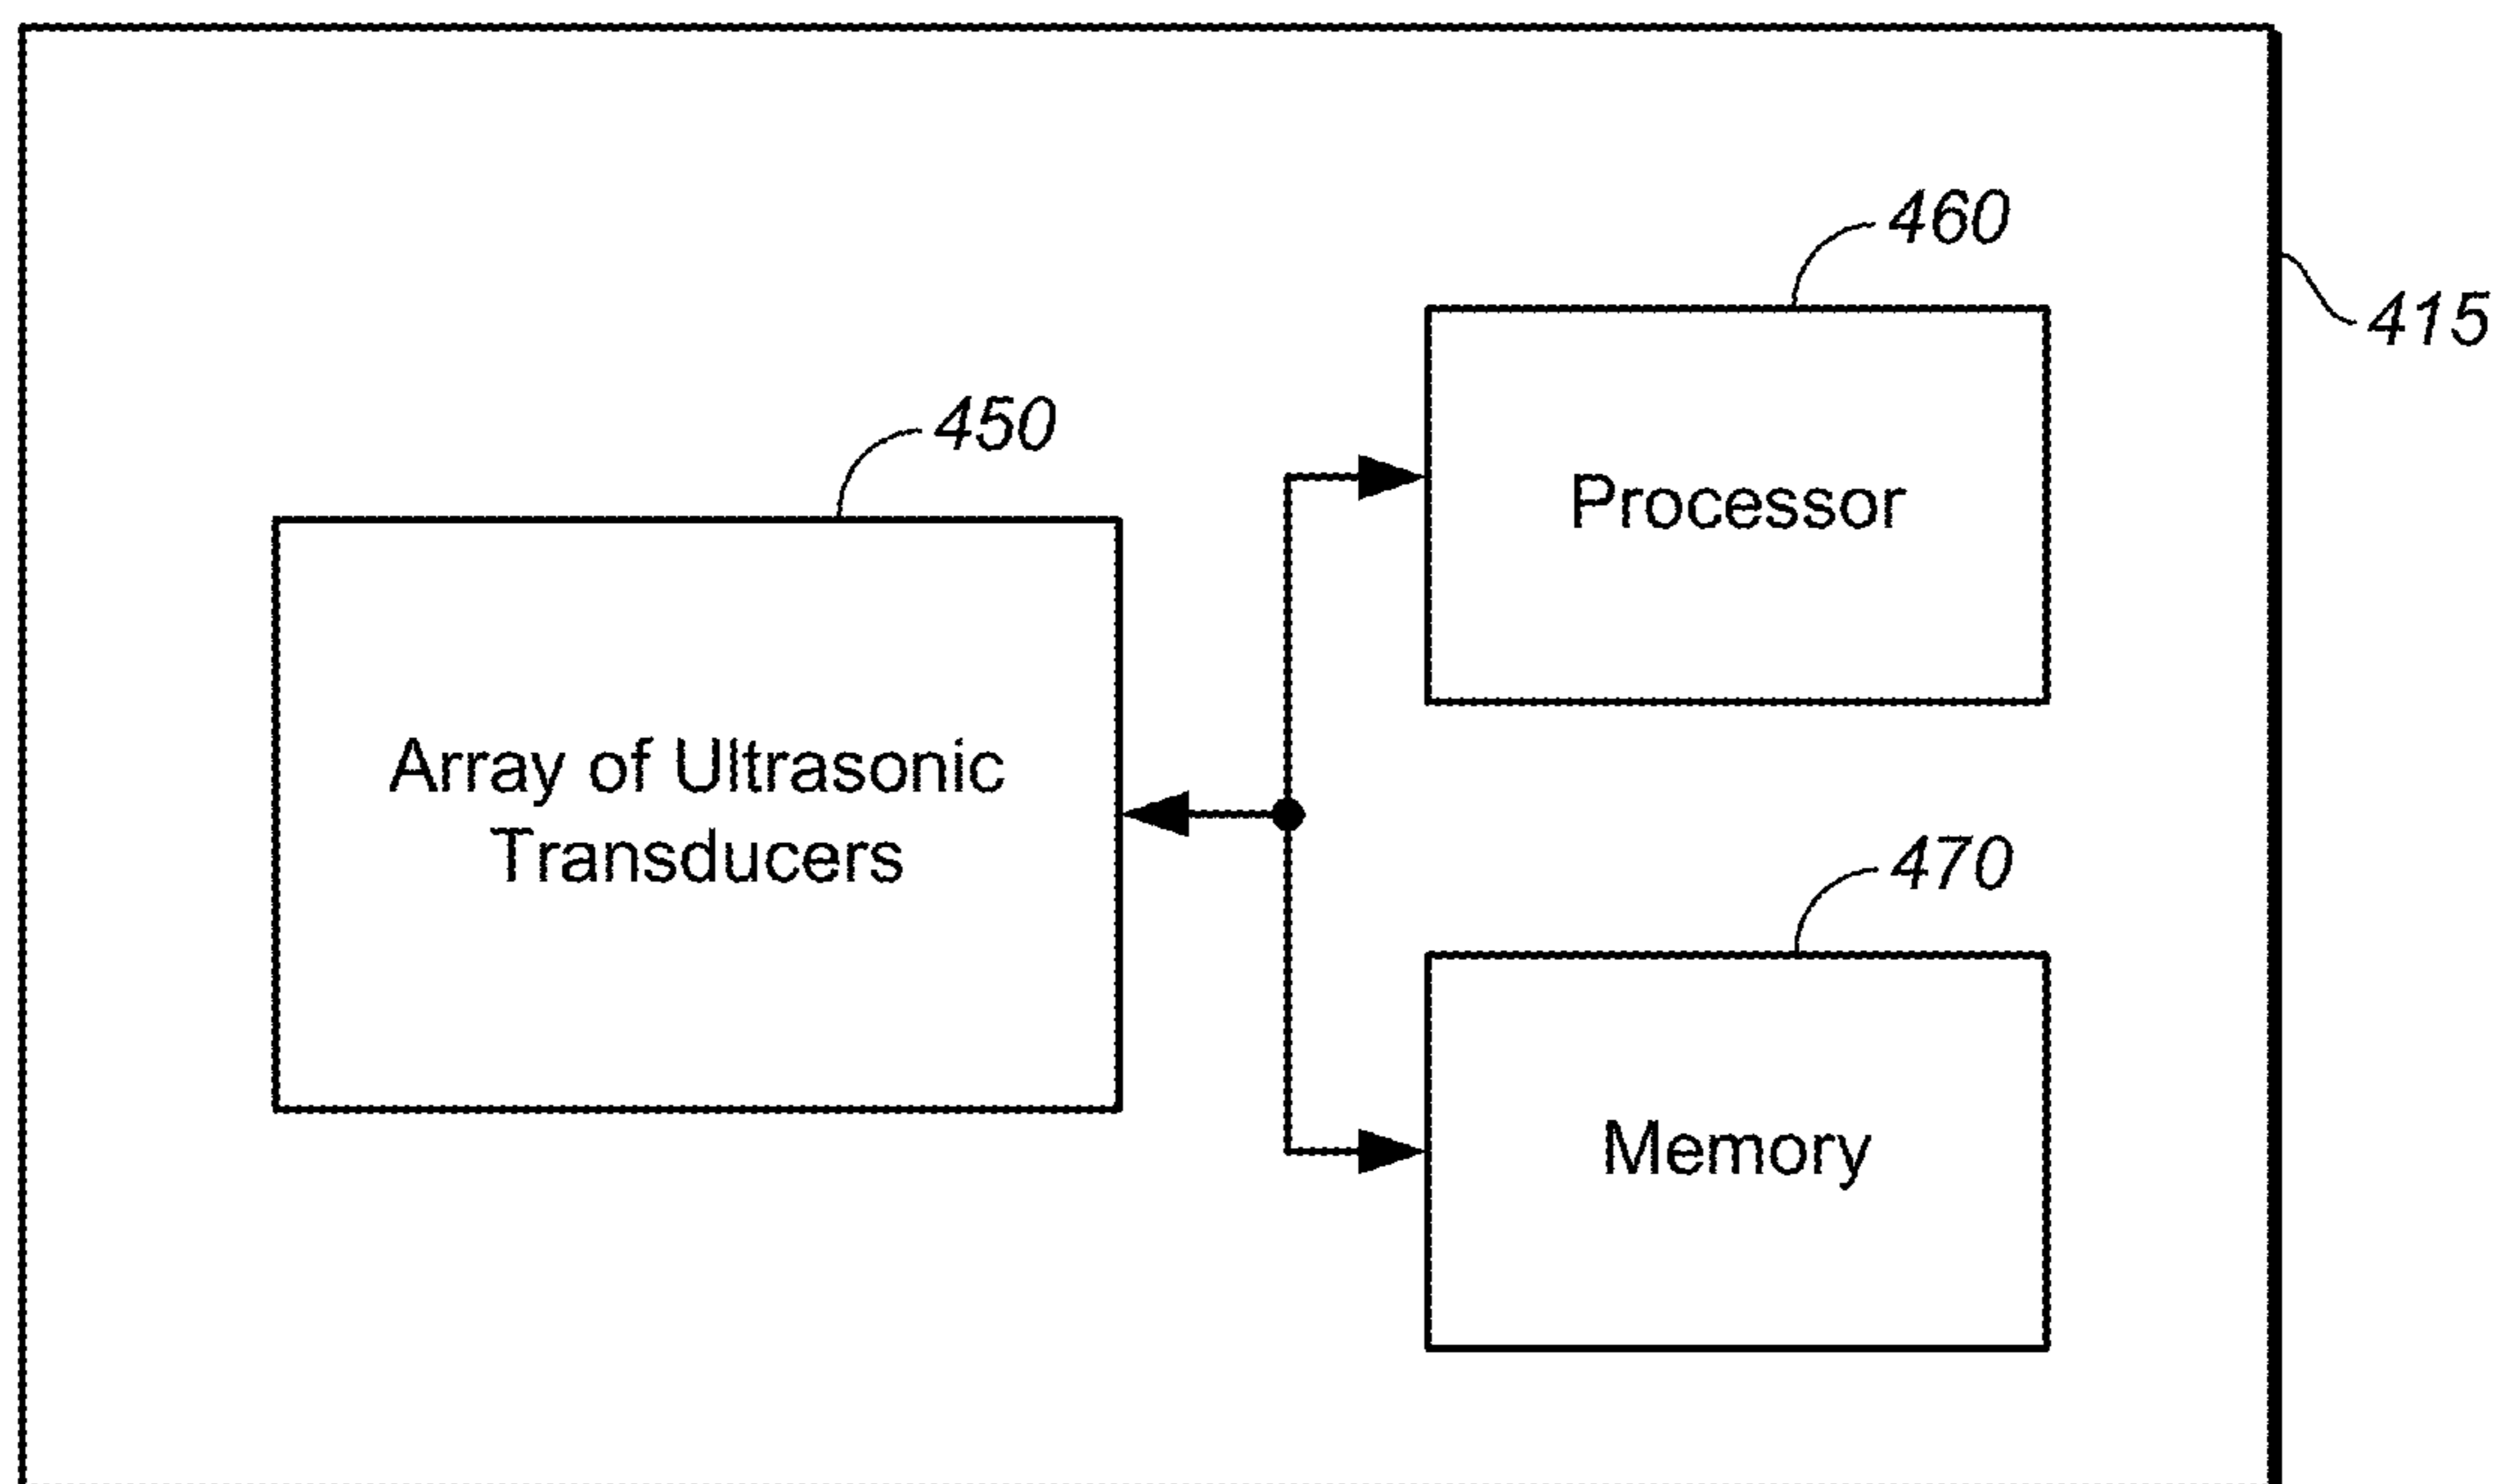 460
415
450
Processor
Array of Ultrasonic
Transducers
470
Memory